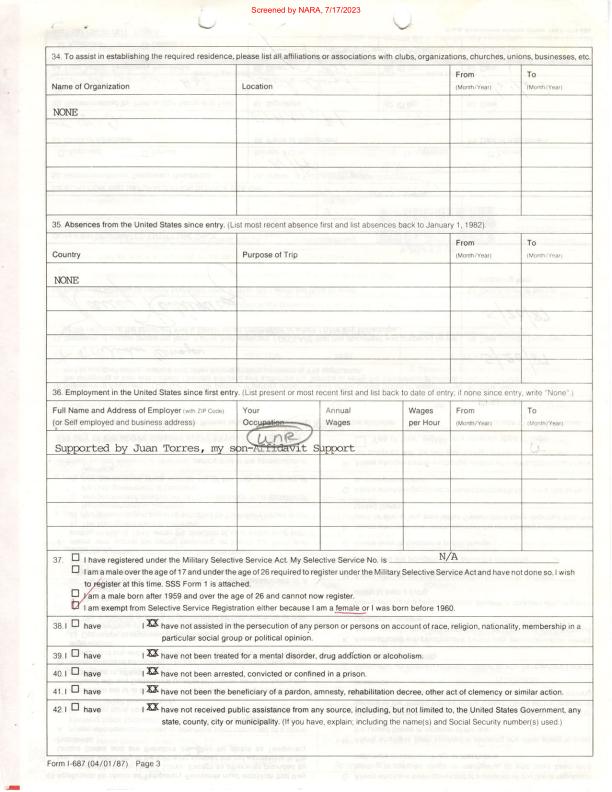 Screened by NARA, 7/17/2023
34. To assist in establishing the required residence, please list all affiliations or associations with clubs, organizations, churches, unions, businesses, etc.
Name of Organization Location From (Month/Year) To (Month/Year)
NONE
35. Absences from the United States since entry. (List most recent absence first and list absences back to January 1, 1982).
Country Purpose of Trip From (Month/Year) To (Month/Year)
NONE
36. Employment in the United States since first entry. (List present or most recent first and list back to date of entry; if none since entry, write "None".)
Full Name and Address of Employer (with ZIP Code) Your Annual Wages From To
(or Self employed and business address) Occupation Wages per Hour (Month/Year) (Month/Year)
UNR
Supported by Juan Torres, my son-Affidavit Support
37. I have registered under the Military Selective Service Act. My Selective Service No. is N/A
I am a male over the age of 17 and under the age of 26 required to register under the Military Selective Service Act and have not done so. I wish
to register at this time. SSS Form 1 is attached.
I am a male born after 1959 and over the age of 26 and cannot now register.
I am exempt from Selective Service Registration either because I am a female or I was born before 1960.
38. I have I XX have not assisted in the persecution of any person or persons on account of race, religion, nationality, membership in a
particular social group or political opinion.
39. I have I XX have not been treated for a mental disorder, drug addiction or alcoholism.
40. I have I XX have not been arrested, convicted or confined in a prison.
41. I have I XX have not been the beneficiary of a pardon, amnesty, rehabilitation decree, other act of clemency or similar action.
42. I have I XX have not received public assistance from any source, including, but not limited to, the United States Government, any
state, county, city or municipality. (If you have, explain; including the name(s) and Social Security number(s) used.)
Form I-687 (04/01/87) Page 3